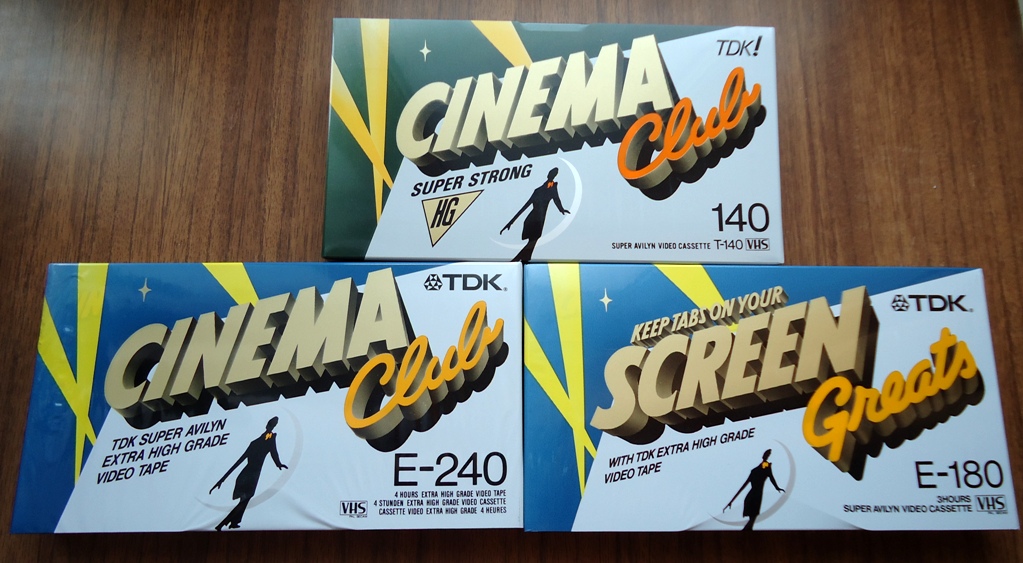 TDK!
CINEMA
Club
SUPER STRONG
HG
140
SUPER AVILYN VIDEO CASSETTE T-140 VHS
TDK®
CINEMA
Club
TDK SUPER AVILYN
EXTRA HIGH GRADE
VIDEO TAPE
E-240
4 HOURS EXTRA HIGH GRADE VIDEO TAPE
4 STUNDEN EXTRA HIGH GRADE VIDEO CASSETTE
CASSETTE VIDEO EXTRA HIGH GRADE 4 HEURES
VHS
TDK®
KEEP TABS ON YOUR
SCREEN
Greats
WITH TDK EXTRA HIGH GRADE
VIDEO TAPE
E-180
3HOURS
SUPER AVILYN VIDEO CASSETTE
VHS